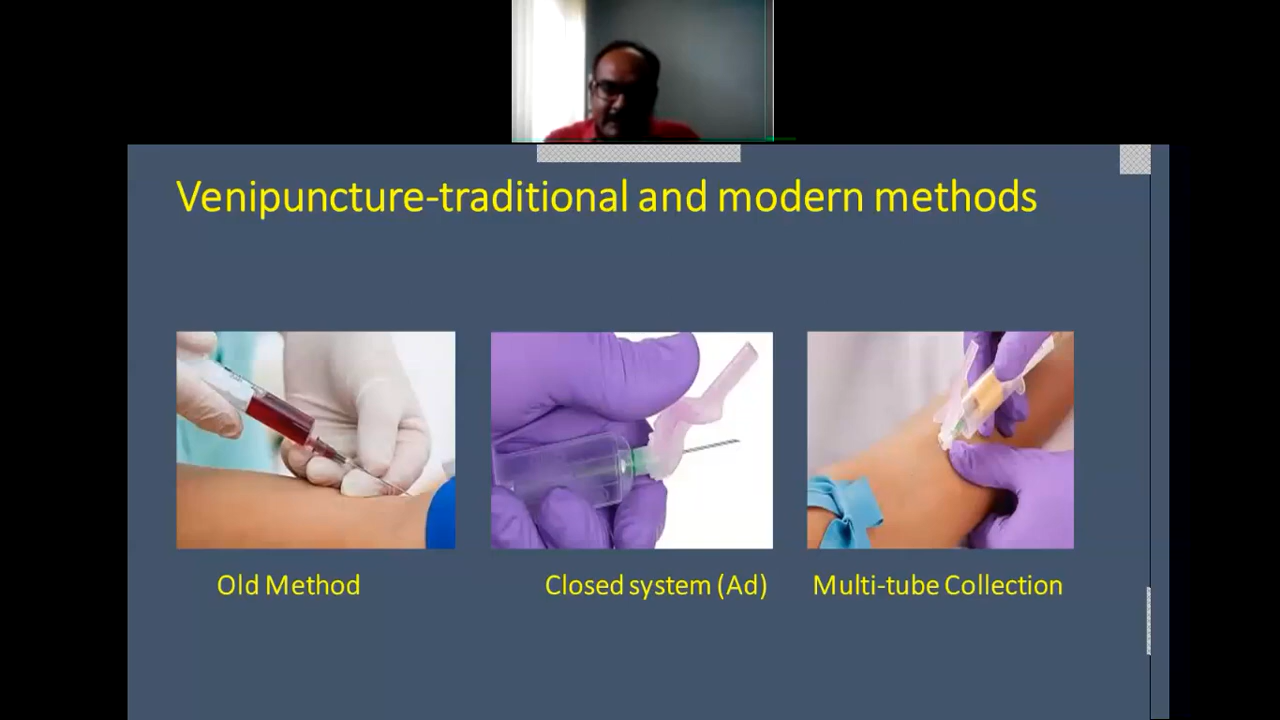 Venipuncture-traditional and modern methods
Old Method
Closed system (Ad)
Multi-tube Collection